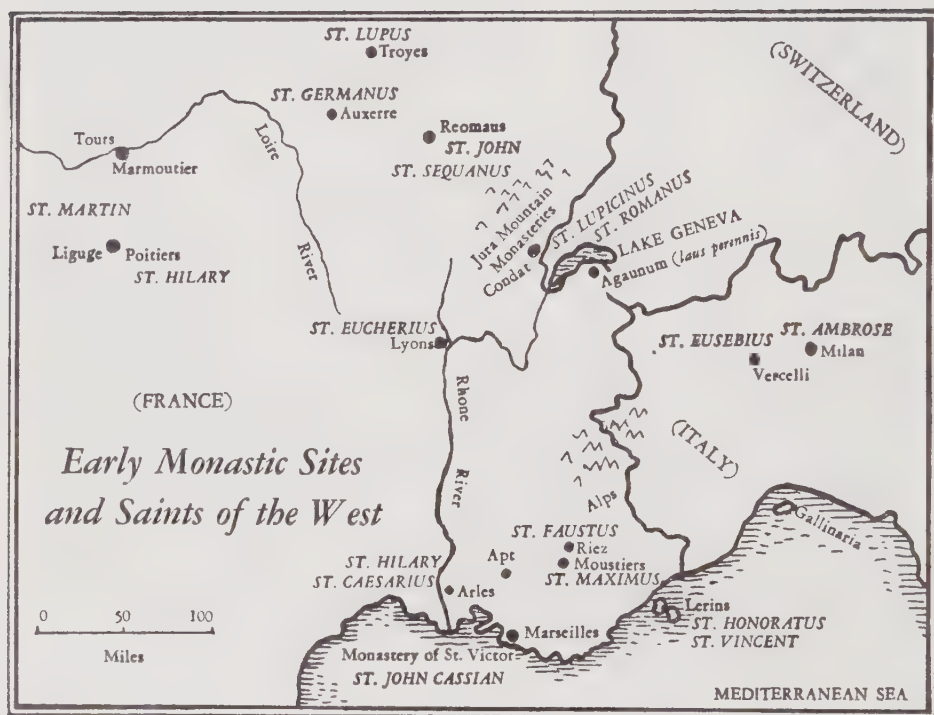 ST. LUPUS
Troyes
(SWITZERLAND)
ST. GERMANUS
Auxerre
Loire
River
Reomaus
ST. JOHN
ST. SEQUANUS
Tours
Marmoutier
ST. MARTIN
Liguge
Poitiers
ST. HILARY
Jura Mountain
Monasteries
Condat
ST. LUPICINUS
ST. ROMANUS
LAKE GENEVA
Agaunum (laus perennis)
ST. EUCHERIUS
Lyons
ST. EUSEBIUS
Vercelli
ST. AMBROSE
Milan
(FRANCE)
Rhone
River
(ITALY)
Early Monastic Sites
and Saints of the West
Alps
Gallinaria
ST. FAUSTUS
Riez
Moustiers
ST. MAXIMUS
Apt
ST. HILARY
ST. CAESARIUS
Arles
Lerins
ST. HONORATUS
ST. VINCENT
0 50 100
Miles
Marseilles
Monastery of St. Victor
ST. JOHN CASSIAN
MEDITERRANEAN SEA